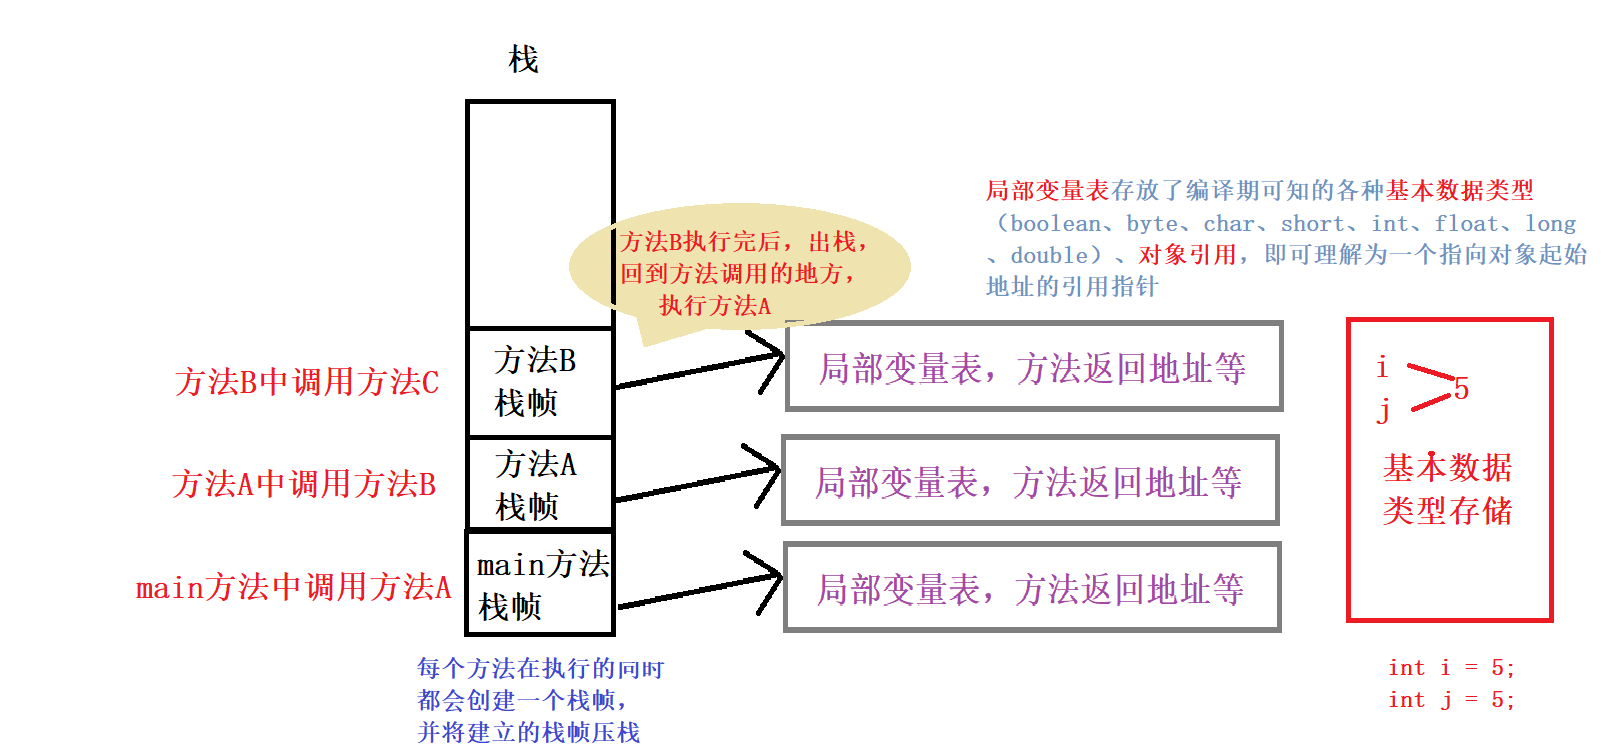 栈
局部变量表存放了编译期可知的各种基本数据类型
（boolean、byte、char、short、int、float、long
、double）、对象引用，即可理解为一个指向对象起始
地址的引用指针
方法B执行完后，出栈，
回到方法调用的地方，
执行方法A
方法B中调用方法C
方法B
栈帧
局部变量表，方法返回地址等
方法A中调用方法B
方法A
栈帧
局部变量表，方法返回地址等
main方法中调用方法A
main方法
栈帧
局部变量表，方法返回地址等
i
5
j
基本数据
类型存储
每个方法在执行的同时
都会创建一个栈帧，
并将建立的栈帧压栈
int i = 5;
int j = 5;